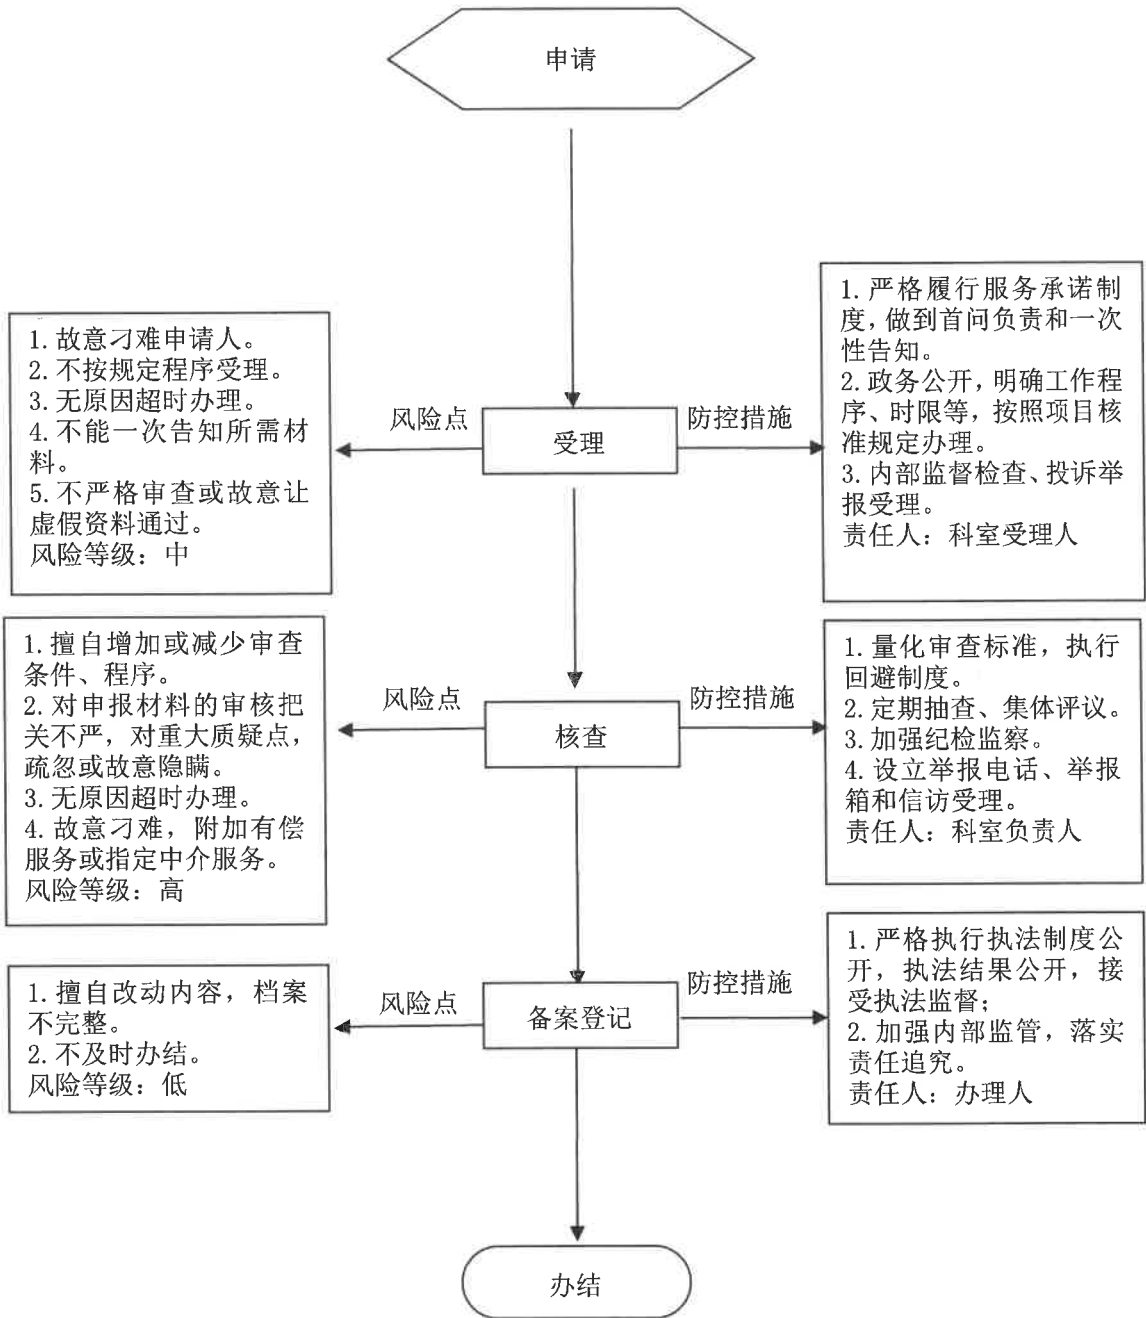 申请
1. 故意刁难申请人。
2. 不按规定程序受理。
3. 无原因超时办理。
4. 不能一次告知所需材
料。
5. 不严格审查或故意让
虚假资料通过。
风险等级：中
风险点
受理
防控措施
1. 严格履行服务承诺制
度，做到首问负责和一次
性告知。
2. 政务公开，明确工作程
序、时限等，按照项目核
准规定办理。
3. 内部监督检查、投诉举
报受理。
责任人：科室受理人
1. 擅自增加或减少审查
条件、程序。
2. 对申报材料的审核把
关不严，对重大质疑点，
疏忽或故意隐瞒。
3. 无原因超时办理。
4. 故意刁难，附加有偿
服务或指定中介服务。
风险等级：高
风险点
核查
防控措施
1. 量化审查标准，执行
回避制度。
2. 定期抽查、集体评议。
3. 加强纪检监察。
4. 设立举报电话、举报
箱和信访受理。
责任人：科室负责人
1. 擅自改动内容，档案
不完整。
2. 不及时办结。
风险等级：低
风险点
备案登记
防控措施
1. 严格执行执法制度公
开，执法结果公开，接
受执法监督；
2. 加强内部监管，落实
责任追究。
责任人：办理人
办结